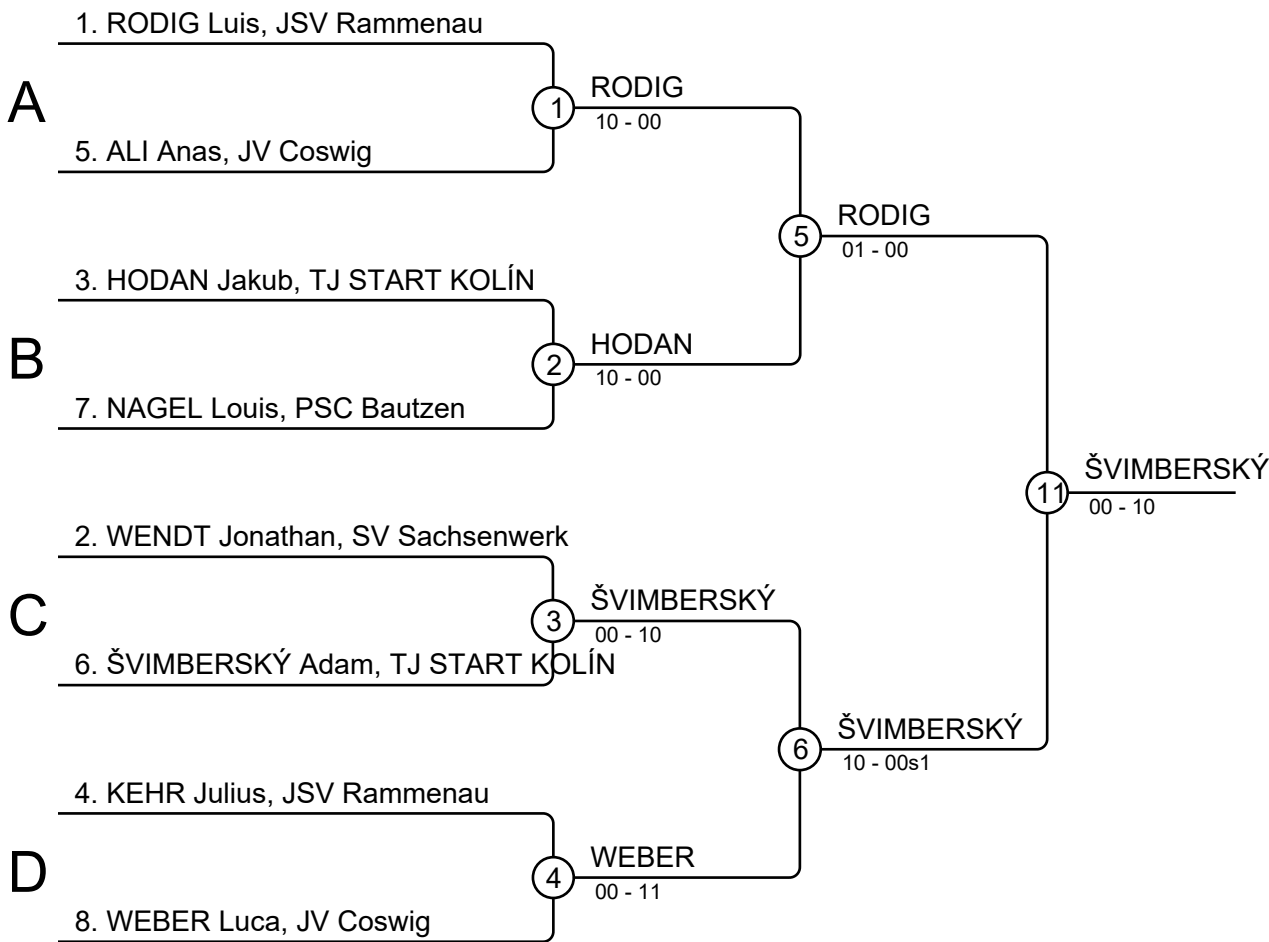 1. RODIG Luis, JSV Rammenau
A
1
RODIG
10 - 00
5. ALI Anas, JV Coswig
5
RODIG
01 - 00
3. HODAN Jakub, TJ START KOLÍN
B
2
HODAN
10 - 00
7. NAGEL Louis, PSC Bautzen
11
ŠVIMBERSKÝ
00 - 10
2. WENDT Jonathan, SV Sachsenwerk
C
3
ŠVIMBERSKÝ
00 - 10
6. ŠVIMBERSKÝ Adam, TJ START KOLÍN
6
ŠVIMBERSKÝ
10 - 00s1
4. KEHR Julius, JSV Rammenau
D
4
WEBER
00 - 11
8. WEBER Luca, JV Coswig